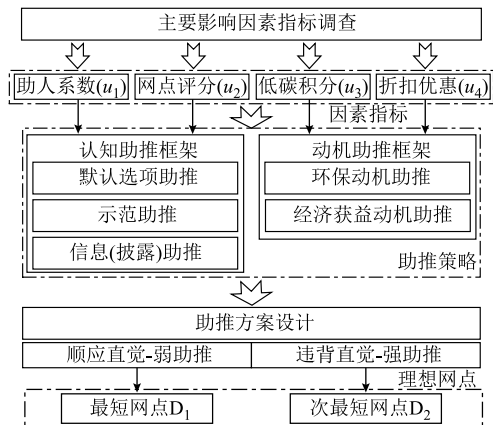 主要影响因素指标调查
助人系数(u₁) 网点评分(u₂) 低碳积分(u₃) 折扣优惠(u₄)
因素指标
认知助推框架 动机助推框架
默认选项助推 环保动机助推
示范助推 经济获益动机助推
信息(披露)助推
助推策略
助推方案设计
顺应直觉-弱助推 违背直觉-强助推
理想网点
最短网点D₁ 次最短网点D₂